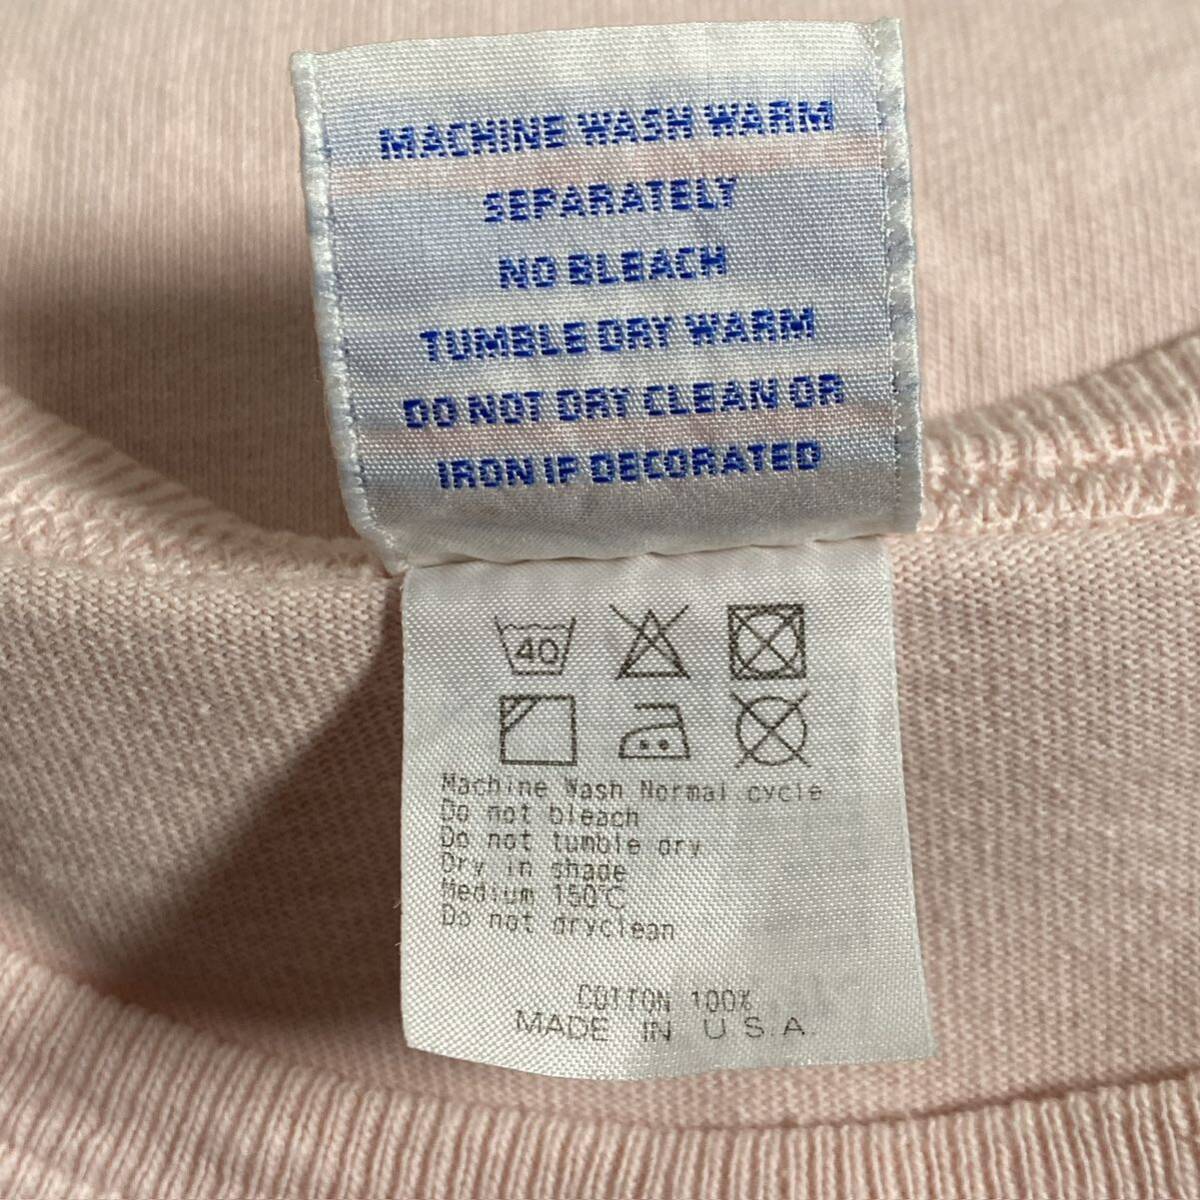 MACHINE WASH WARM
SEPARATELY
NO BLEACH
TUMBLE DRY WARM
DO NOT DRY CLEAN OR
IRON IF DECORATED
40
Machine Wash Normal cycle
Do not bleach
Do not tumble dry
Dry in shade
Medium 150℃
Do not dryclean
COTTON 100%
MADE IN U.S.A.